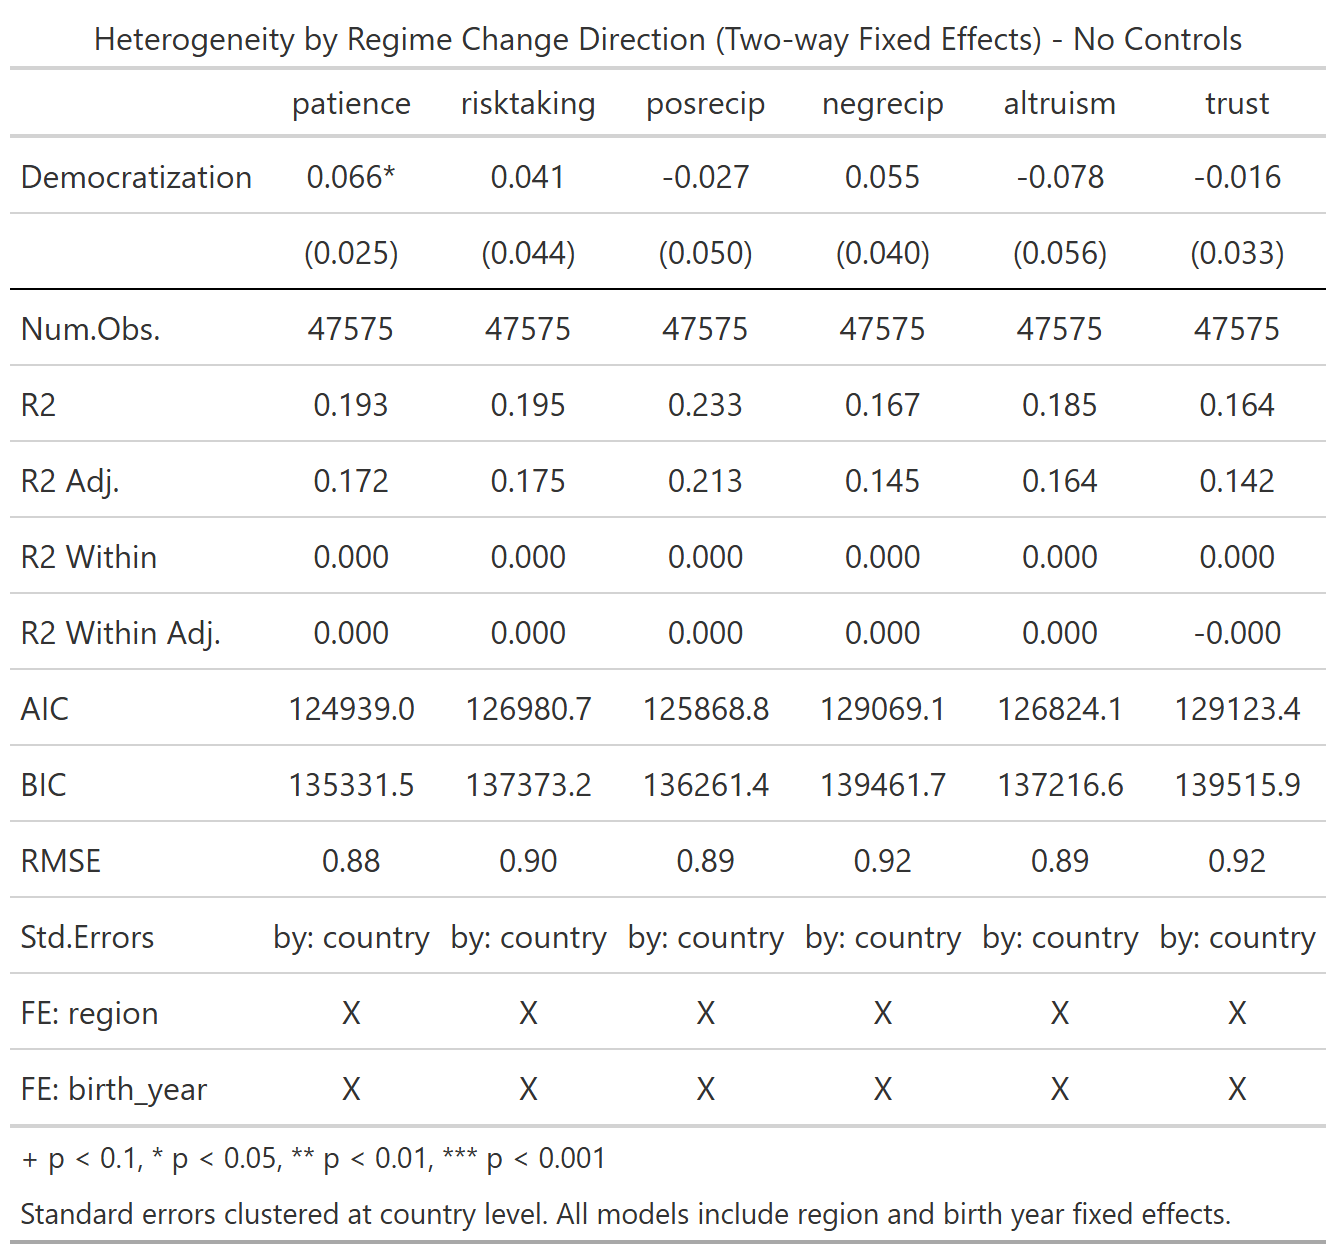 Heterogeneity by Regime Change Direction (Two-way Fixed Effects) - No Controls
patience risktaking posrecip negrecip altruism trust
Democratization 0.066* 0.041 -0.027 0.055 -0.078 -0.016
(0.025) (0.044) (0.050) (0.040) (0.056) (0.033)
Num.Obs. 47575 47575 47575 47575 47575 47575
R2 0.193 0.195 0.233 0.167 0.185 0.164
R2 Adj. 0.172 0.175 0.213 0.145 0.164 0.142
R2 Within 0.000 0.000 0.000 0.000 0.000 0.000
R2 Within Adj. 0.000 0.000 0.000 0.000 0.000 -0.000
AIC 124939.0 126980.7 125868.8 129069.1 126824.1 129123.4
BIC 135331.5 137373.2 136261.4 139461.7 137216.6 139515.9
RMSE 0.88 0.90 0.89 0.92 0.89 0.92
Std.Errors by: country by: country by: country by: country by: country by: country
FE: region X X X X X X
FE: birth_year X X X X X X
+ p < 0.1, * p < 0.05, ** p < 0.01, *** p < 0.001
Standard errors clustered at country level. All models include region and birth year fixed effects.